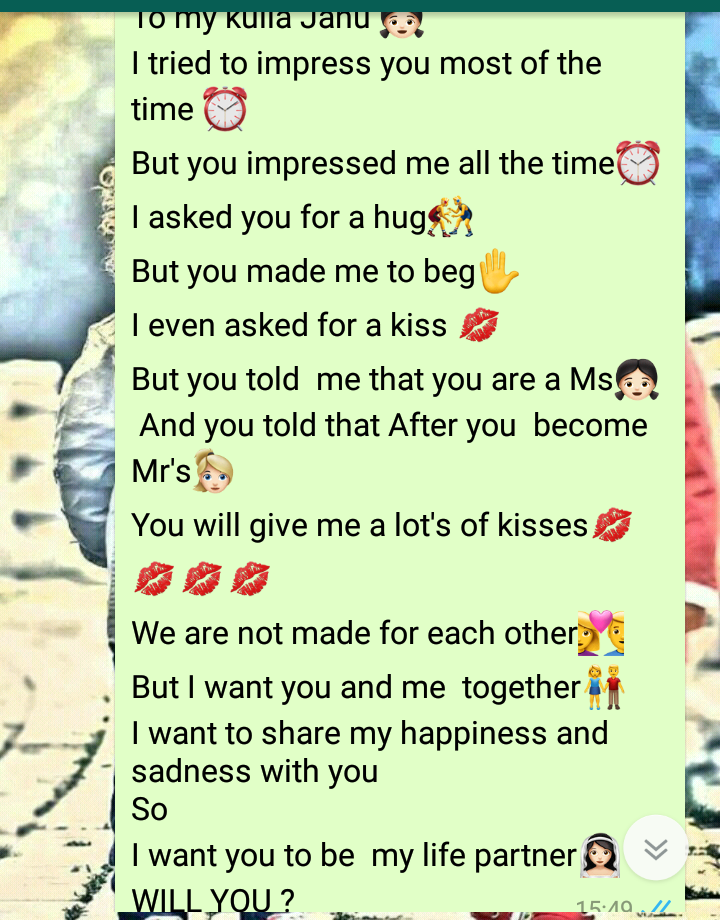 To my kulla Janu 👧🏻
I tried to impress you most of the
time ⏰
But you impressed me all the time⏰
I asked you for a hug🤼
But you made me to beg✋
I even asked for a kiss 💋
But you told  me that you are a Ms👧🏻
And you told that After you  become
Mr's👱🏻‍♀️
You will give me a lot's of kisses💋
💋💋💋
We are not made for each other💑
But I want you and me  together👫
I want to share my happiness and
sadness with you
So
I want you to be  my life partner👰🏻
WILL YOU ?
15:49